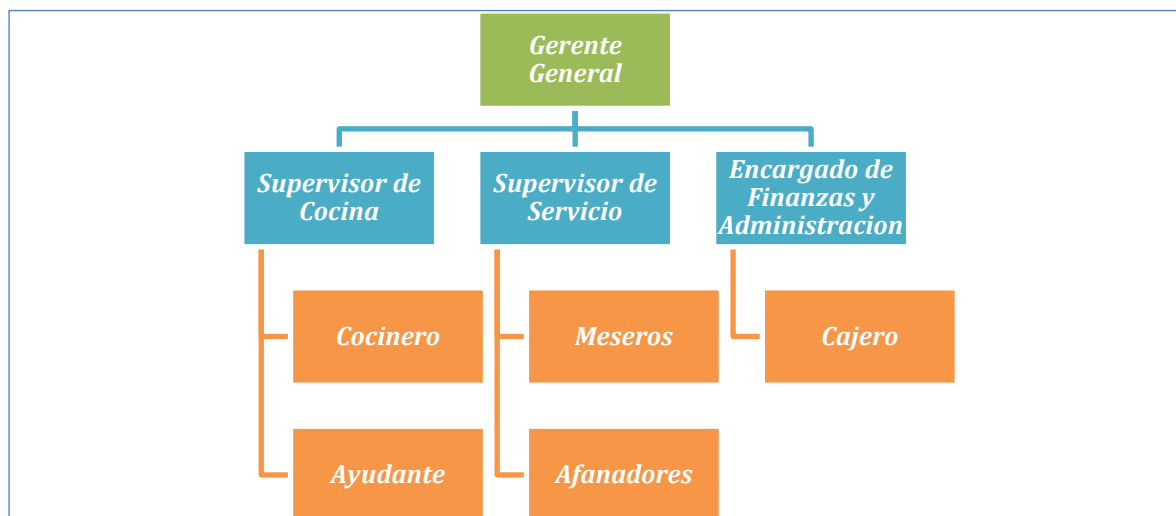 Gerente
General
Supervisor de
Cocina
Supervisor de
Servicio
Encargado de
Finanzas y
Administracion
Cocinero
Meseros
Cajero
Ayudante
Afanadores